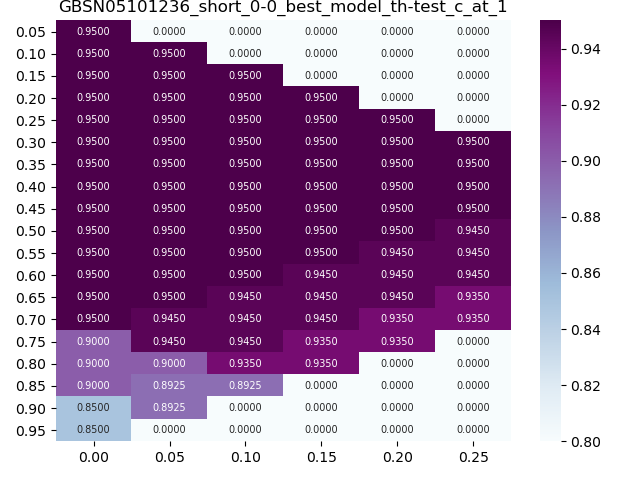 GBSN05101236_short_0-0_best_model_th-test_c_at_1
0.05 0.9500 0.0000 0.0000 0.0000 0.0000 0.0000
0.10 0.9500 0.9500 0.0000 0.0000 0.0000 0.0000
0.15 0.9500 0.9500 0.9500 0.0000 0.0000 0.0000
0.20 0.9500 0.9500 0.9500 0.9500 0.0000 0.0000
0.25 0.9500 0.9500 0.9500 0.9500 0.9500 0.0000
0.30 0.9500 0.9500 0.9500 0.9500 0.9500 0.9500
0.35 0.9500 0.9500 0.9500 0.9500 0.9500 0.9500
0.40 0.9500 0.9500 0.9500 0.9500 0.9500 0.9500
0.45 0.9500 0.9500 0.9500 0.9500 0.9500 0.9500
0.50 0.9500 0.9500 0.9500 0.9500 0.9500 0.9450
0.55 0.9500 0.9500 0.9500 0.9500 0.9450 0.9450
0.60 0.9500 0.9500 0.9500 0.9450 0.9450 0.9450
0.65 0.9500 0.9500 0.9450 0.9450 0.9450 0.9350
0.70 0.9500 0.9450 0.9450 0.9450 0.9350 0.9350
0.75 0.9000 0.9450 0.9450 0.9350 0.9350 0.0000
0.80 0.9000 0.9000 0.9350 0.9350 0.0000 0.0000
0.85 0.9000 0.8925 0.8925 0.0000 0.0000 0.0000
0.90 0.8500 0.8925 0.0000 0.0000 0.0000 0.0000
0.95 0.8500 0.0000 0.0000 0.0000 0.0000 0.0000
0.00 0.05 0.10 0.15 0.20 0.25
0.94
0.92
0.90
0.88
0.86
0.84
0.82
0.80